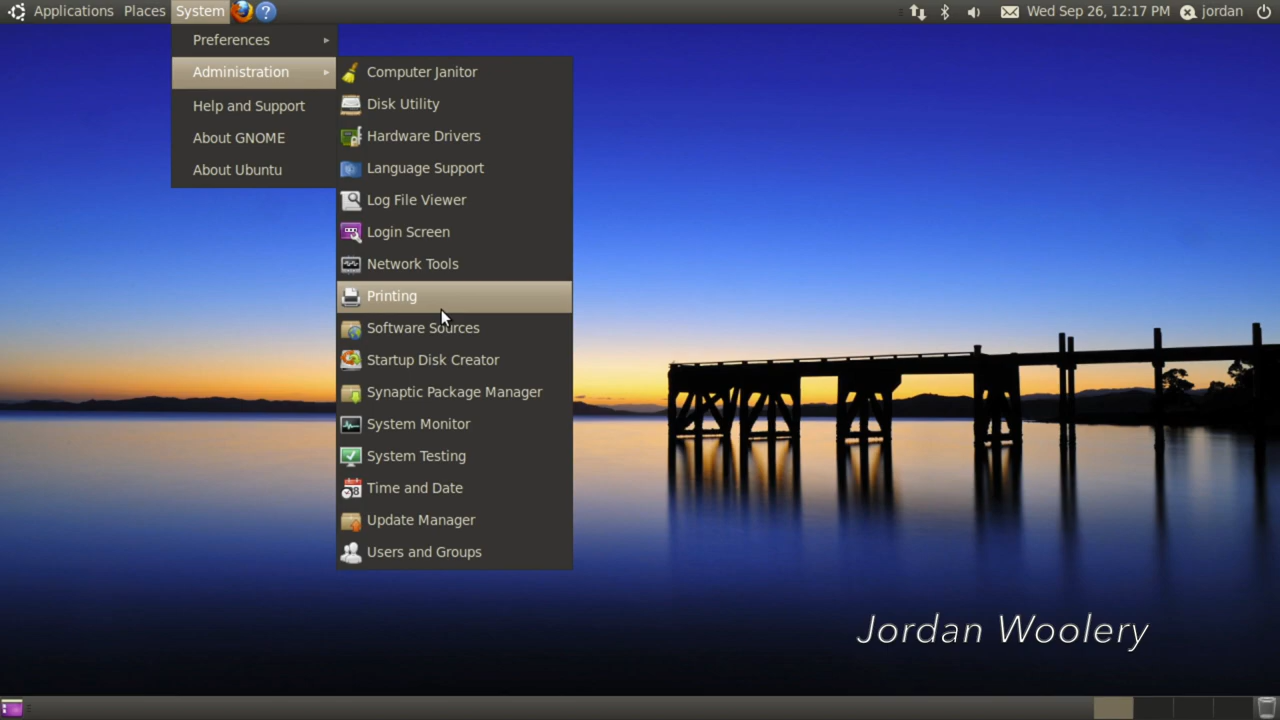 Applications Places System Wed Sep 26, 12:17 PM jordan
Preferences
Administration
Help and Support
About GNOME
About Ubuntu
Computer Janitor
Disk Utility
Hardware Drivers
Language Support
Log File Viewer
Login Screen
Network Tools
Printing
Software Sources
Startup Disk Creator
Synaptic Package Manager
System Monitor
System Testing
Time and Date
Update Manager
Users and Groups
Jordan Woolery